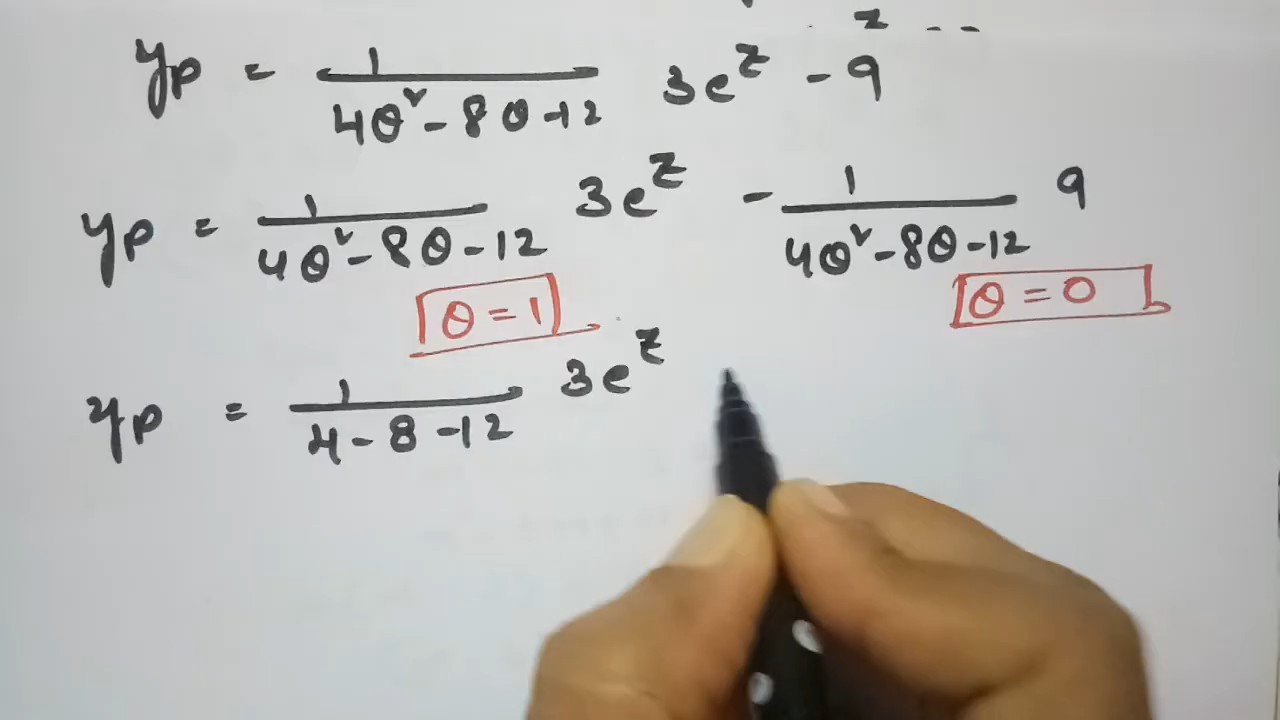 z - -
yp = 1/(4θ² - 8θ - 12) 3e^z - 9
yp = 1/(4θ² - 8θ - 12) 3e^z - 1/(4θ² - 8θ - 12) 9
θ = 1 θ = 0
yp = 1/(4 - 8 - 12) 3e^z